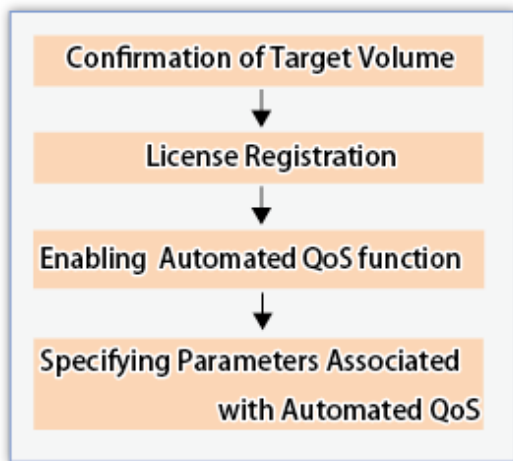 Confirmation of Target Volume
License Registration
Enabling Automated QoS function
Specifying Parameters Associated
with Automated QoS